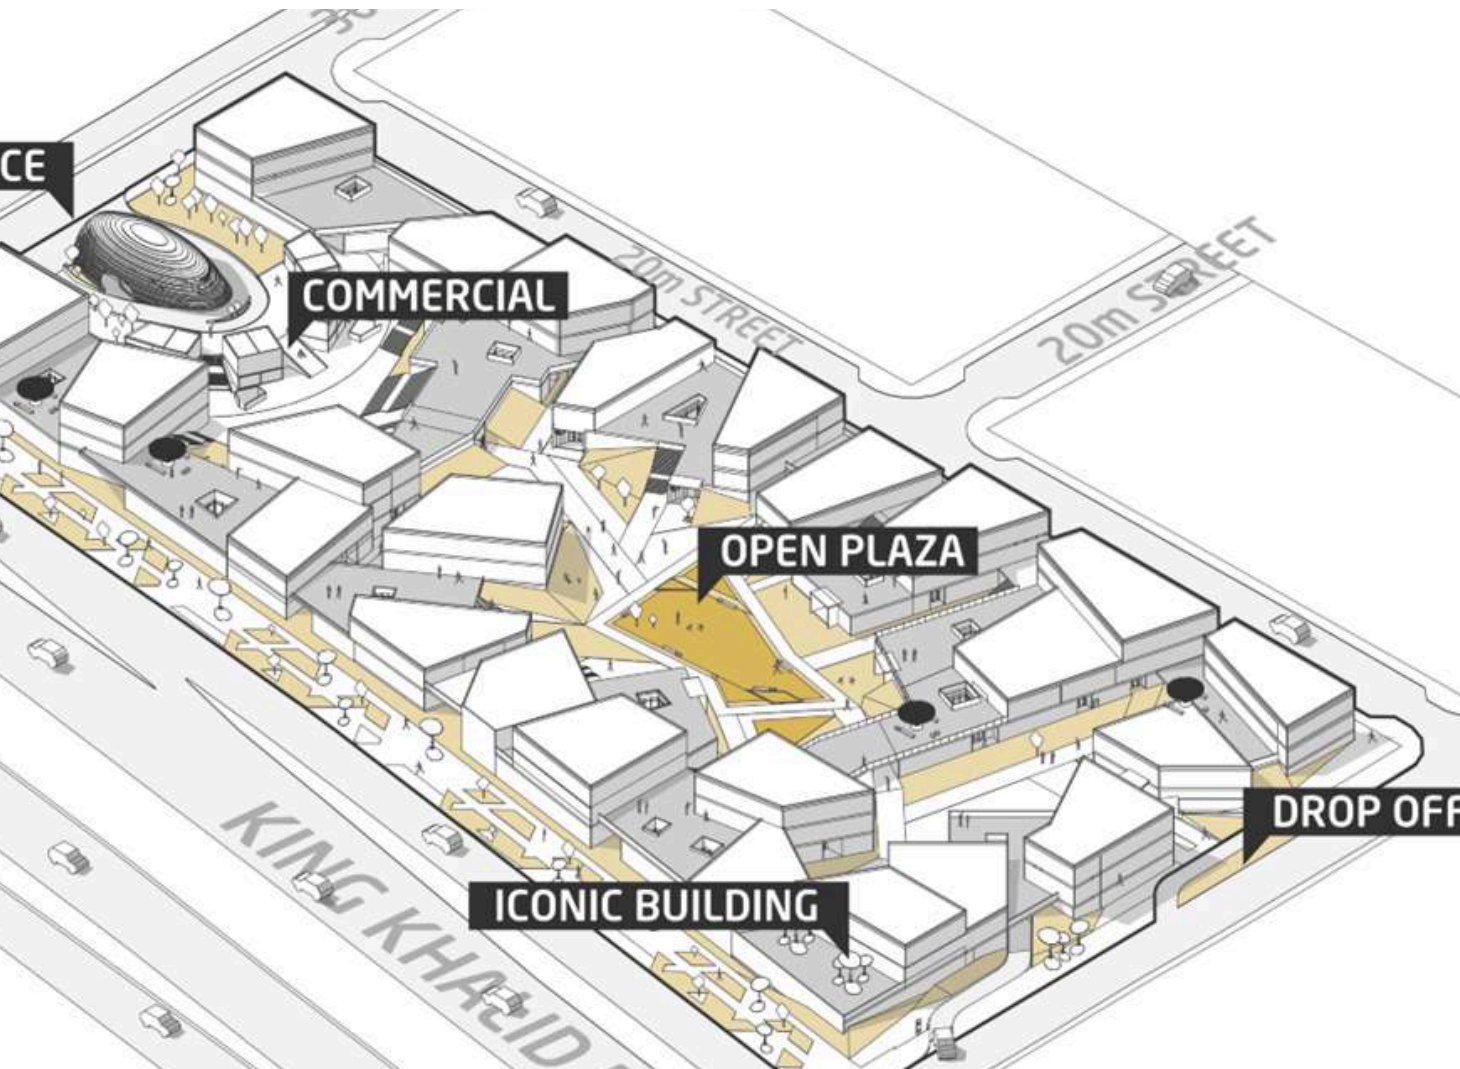 CE
COMMERCIAL
20m STREET
20m STREET
OPEN PLAZA
DROP OFF
ICONIC BUILDING
KING KHALID